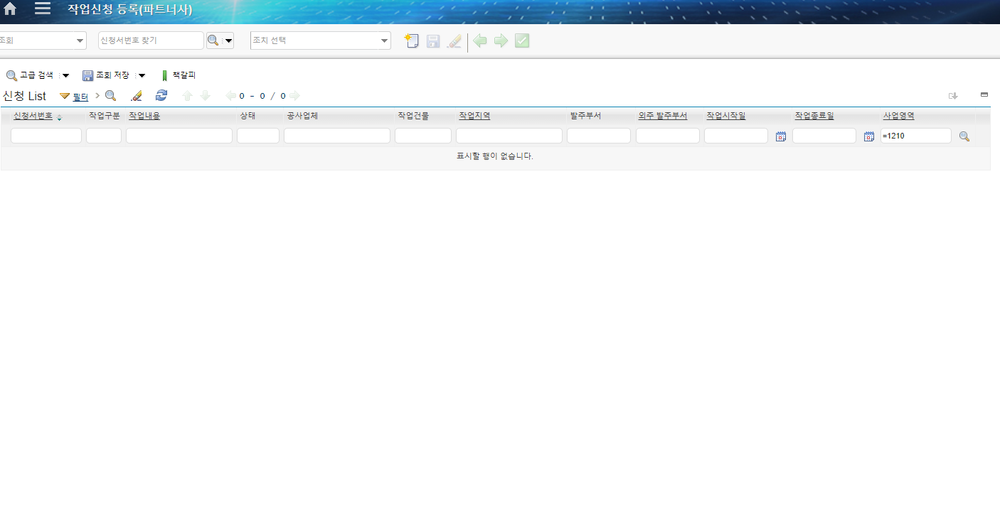 작업신청 등록(파트너사)
조회 신청서번호 찾기 조치 선택
고급 검색 조회 저장 책갈피
신청 List 필터 > 0 - 0 / 0
신청서번호 작업구분 작업내용 상태 공사업체 작업건물 작업지역 발주부서 외주 발주부서 작업시작일 작업종료일 사업영역
=1210
표시할 행이 없습니다.